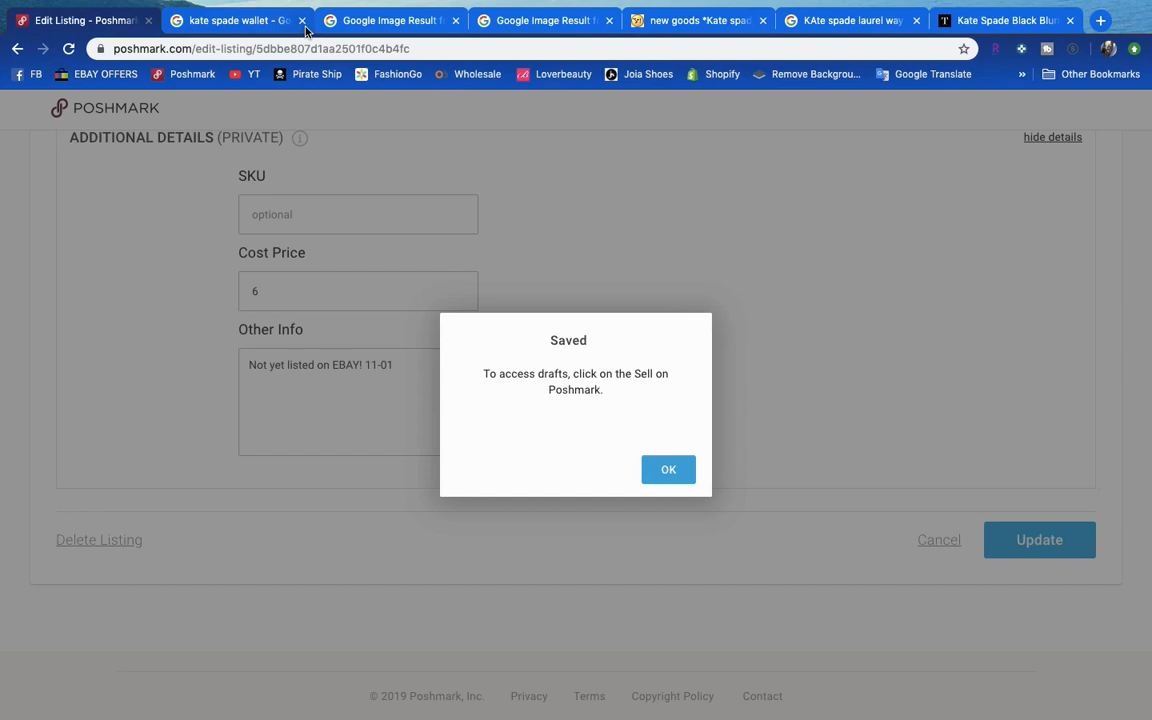 Edit Listing - Poshmar
kate spade wallet - Go
Google Image Result f
Google Image Result f
new goods *Kate spad
KAte spade laurel way
Kate Spade Black Blu
poshmark.com/edit-listing/5dbbe807d1aa2501f0c4b4fc
FB
EBAY OFFERS
Poshmark
YT
Pirate Ship
FashionGo
Wholesale
Loverbeauty
Joia Shoes
Shopify
Remove Backgrou...
Google Translate
»
Other Bookmarks
POSHMARK
ADDITIONAL DETAILS (PRIVATE)
hide details
SKU
optional
Cost Price
6
Other Info
Not yet listed on EBAY! 11-01
Saved
To access drafts, click on the Sell on
Poshmark.
OK
Delete Listing
Cancel
Update
© 2019 Poshmark, Inc.
Privacy
Terms
Copyright Policy
Contact